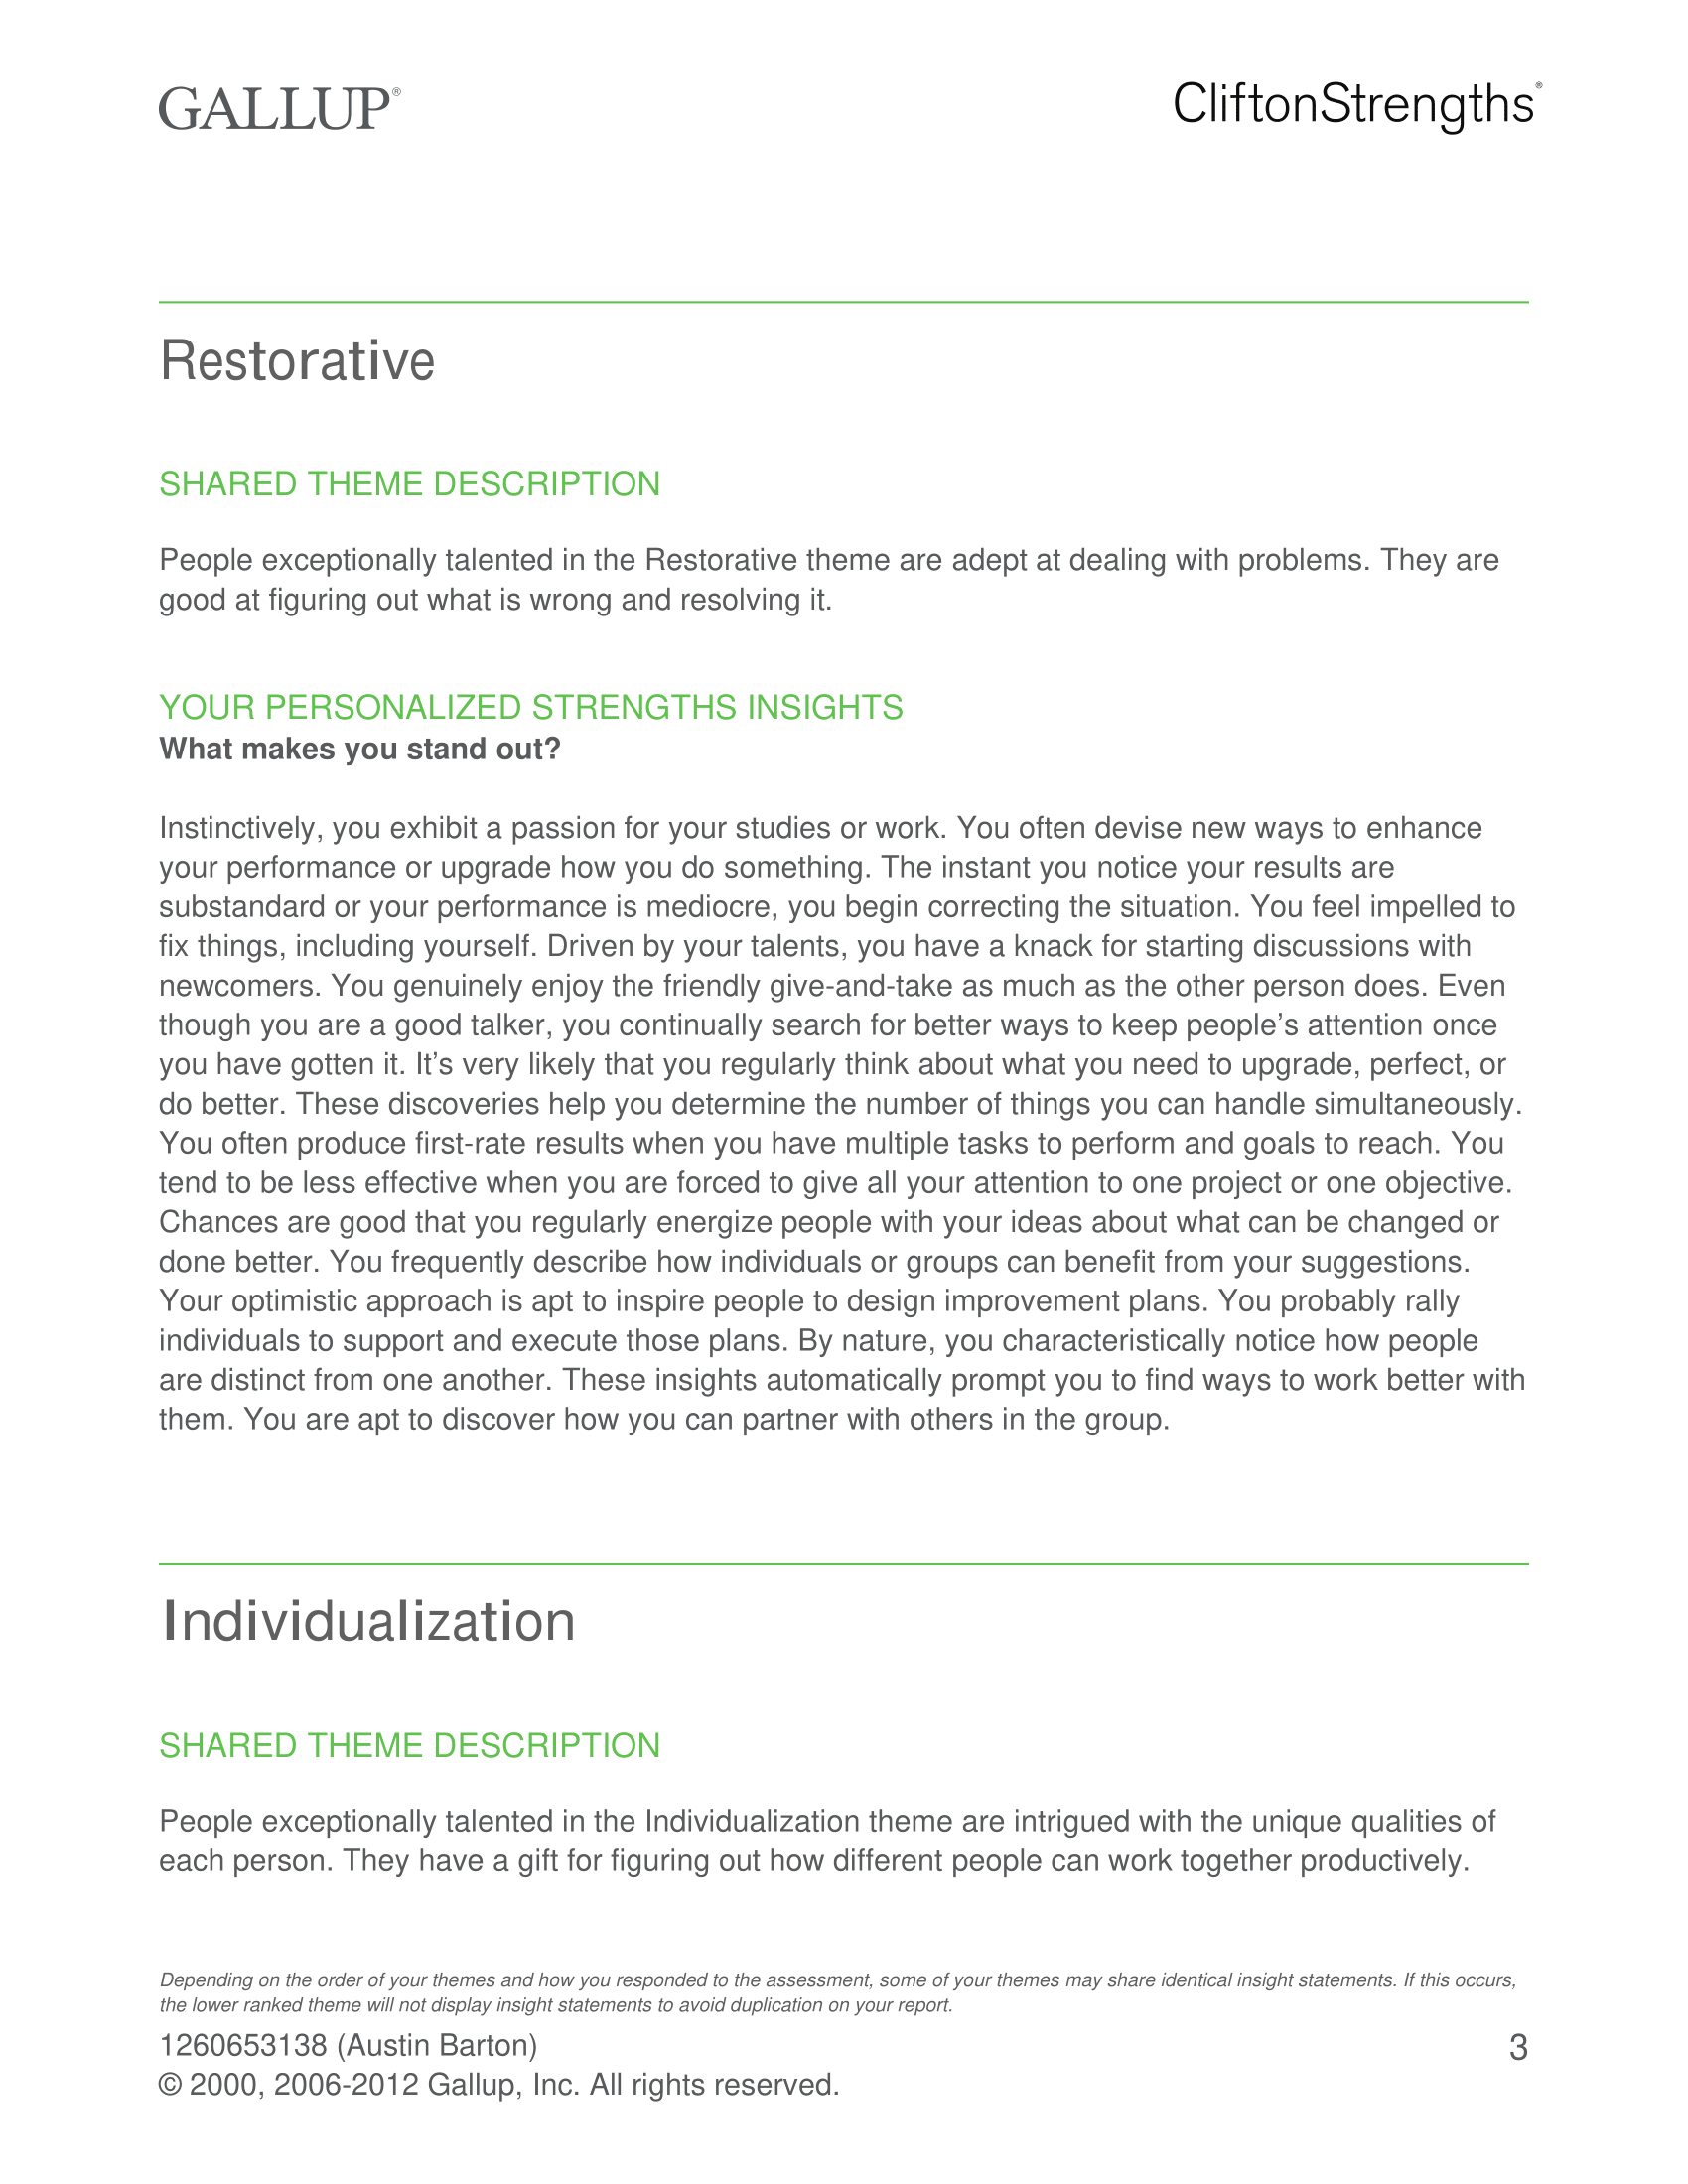 GALLUP®
CliftonStrengths®
Restorative
SHARED THEME DESCRIPTION
People exceptionally talented in the Restorative theme are adept at dealing with problems. They are
good at figuring out what is wrong and resolving it.
YOUR PERSONALIZED STRENGTHS INSIGHTS
What makes you stand out?
Instinctively, you exhibit a passion for your studies or work. You often devise new ways to enhance
your performance or upgrade how you do something. The instant you notice your results are
substandard or your performance is mediocre, you begin correcting the situation. You feel impelled to
fix things, including yourself. Driven by your talents, you have a knack for starting discussions with
newcomers. You genuinely enjoy the friendly give-and-take as much as the other person does. Even
though you are a good talker, you continually search for better ways to keep people’s attention once
you have gotten it. It’s very likely that you regularly think about what you need to upgrade, perfect, or
do better. These discoveries help you determine the number of things you can handle simultaneously.
You often produce first-rate results when you have multiple tasks to perform and goals to reach. You
tend to be less effective when you are forced to give all your attention to one project or one objective.
Chances are good that you regularly energize people with your ideas about what can be changed or
done better. You frequently describe how individuals or groups can benefit from your suggestions.
Your optimistic approach is apt to inspire people to design improvement plans. You probably rally
individuals to support and execute those plans. By nature, you characteristically notice how people
are distinct from one another. These insights automatically prompt you to find ways to work better with
them. You are apt to discover how you can partner with others in the group.
Individualization
SHARED THEME DESCRIPTION
People exceptionally talented in the Individualization theme are intrigued with the unique qualities of
each person. They have a gift for figuring out how different people can work together productively.
Depending on the order of your themes and how you responded to the assessment, some of your themes may share identical insight statements. If this occurs,
the lower ranked theme will not display insight statements to avoid duplication on your report.
1260653138 (Austin Barton)
3
© 2000, 2006-2012 Gallup, Inc. All rights reserved.